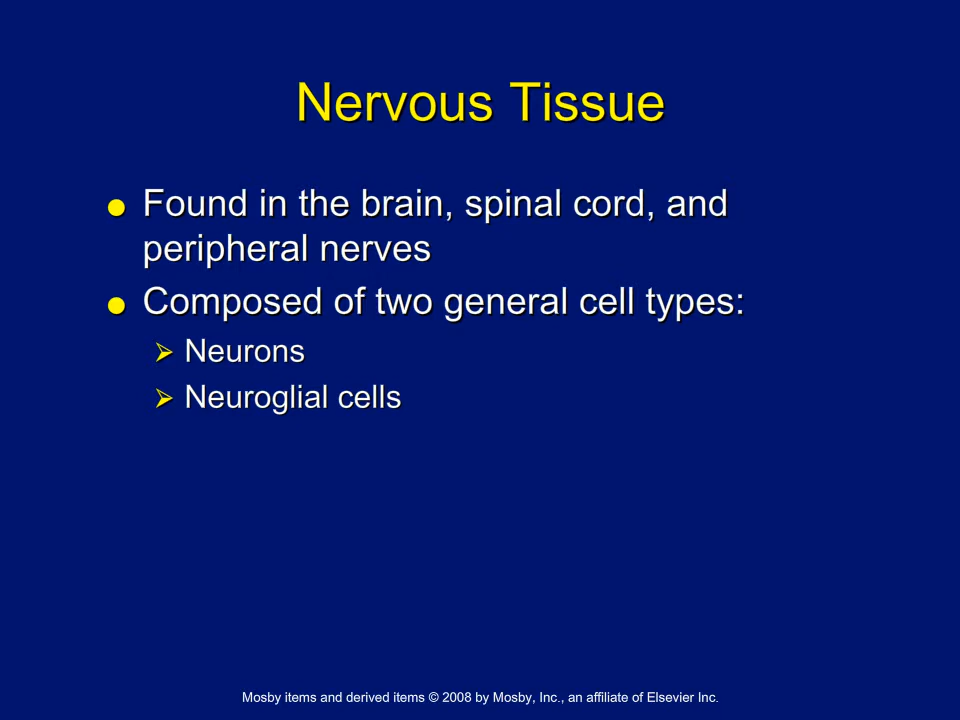 Nervous Tissue
● Found in the brain, spinal cord, and
peripheral nerves
● Composed of two general cell types:
➢ Neurons
➢ Neuroglial cells
Mosby items and derived items © 2008 by Mosby, Inc., an affiliate of Elsevier Inc.